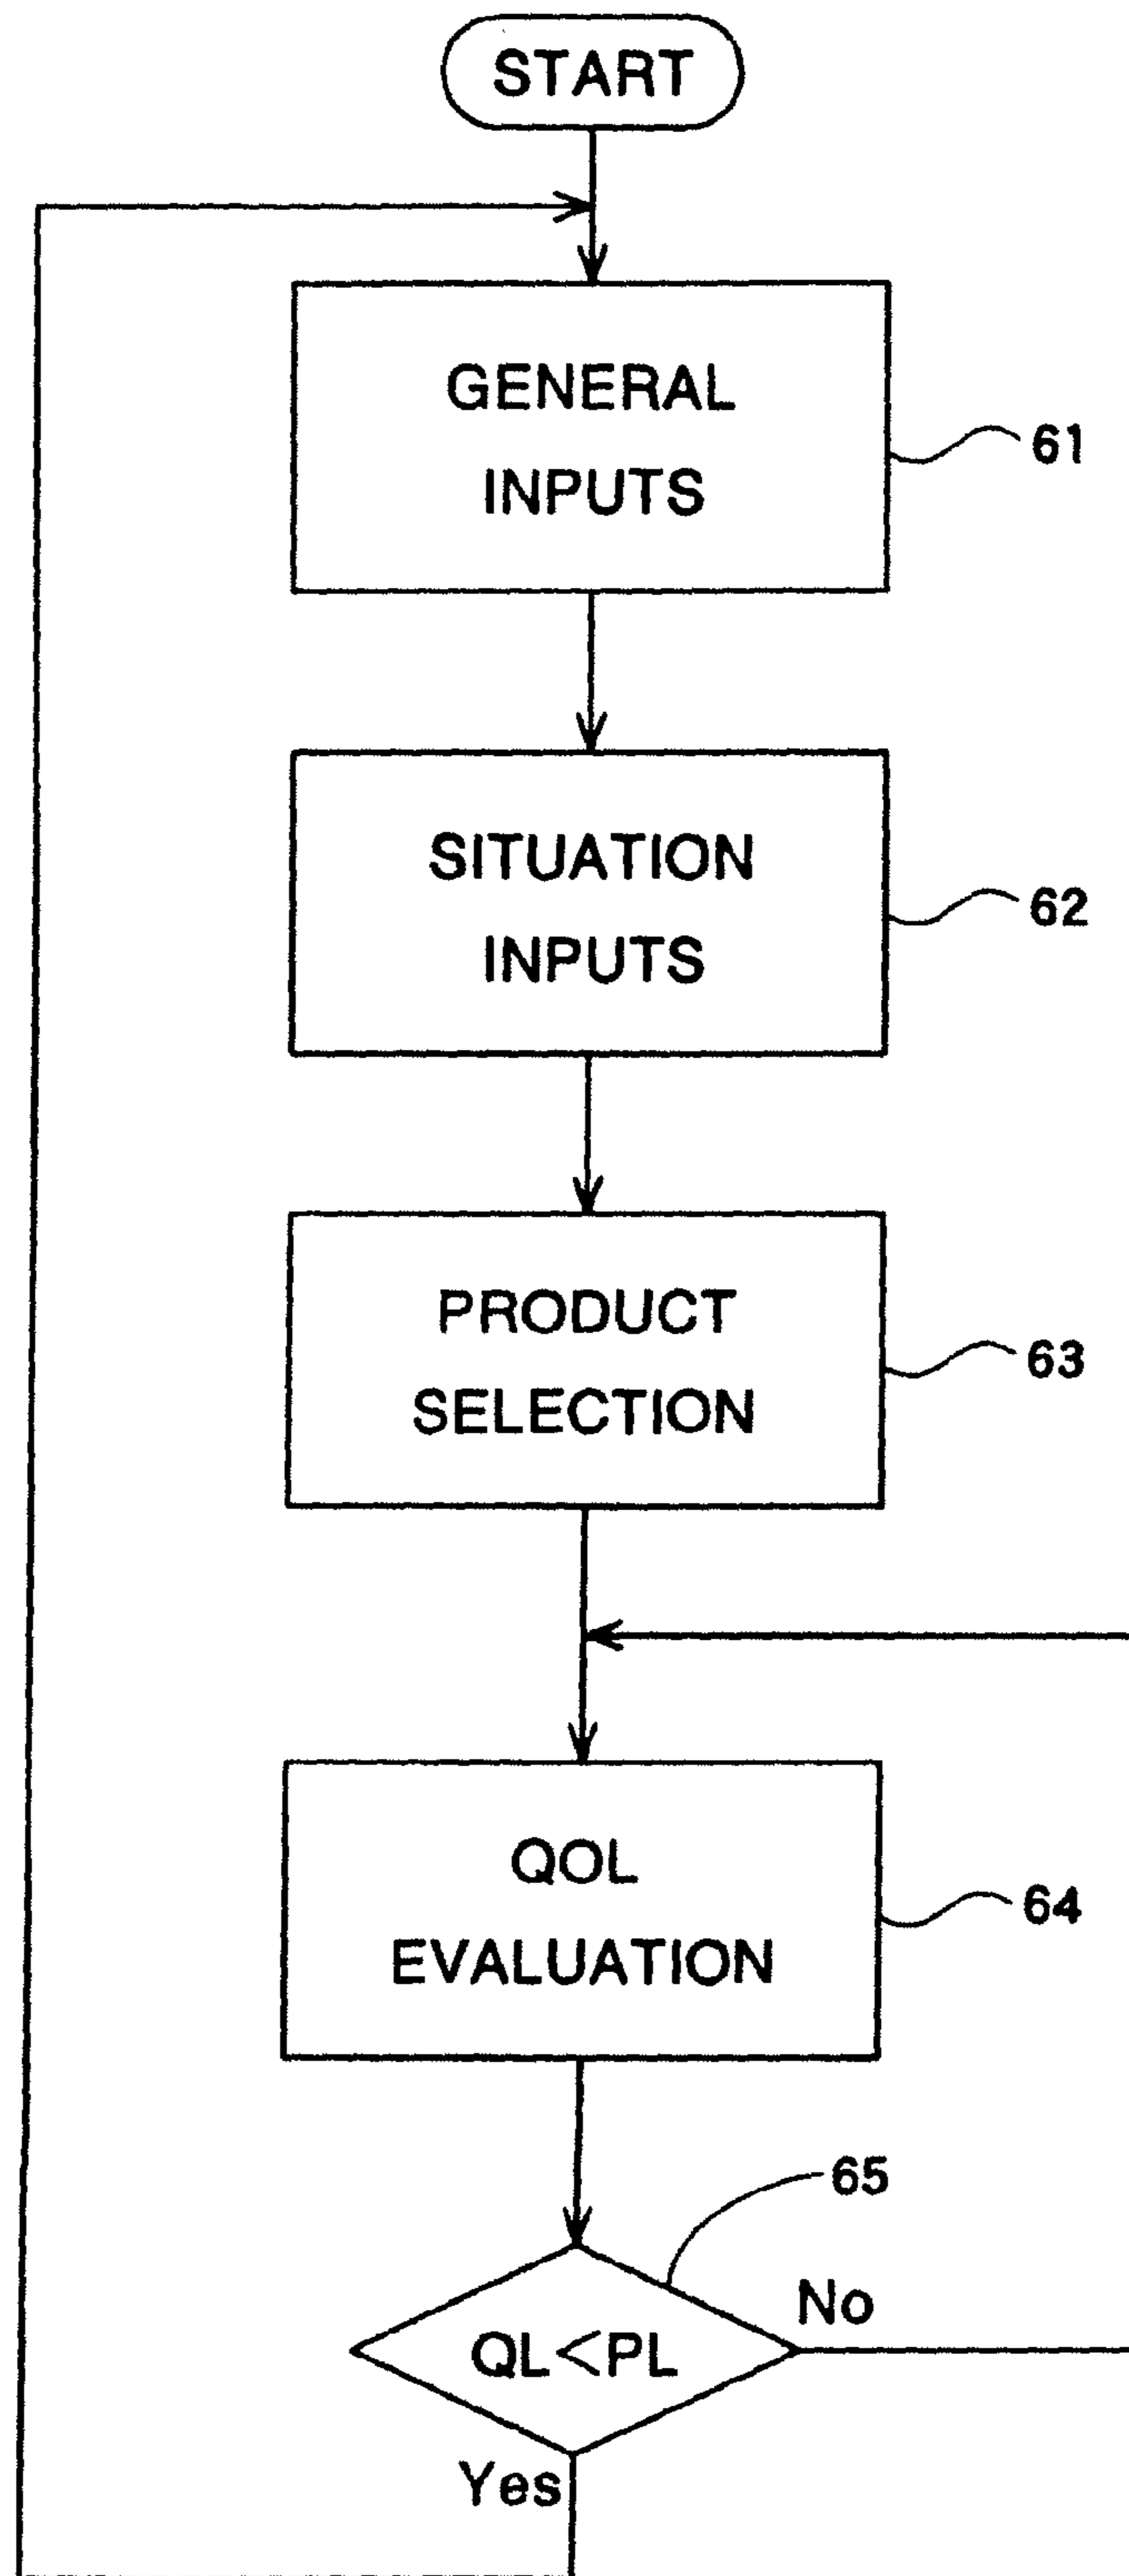 START
GENERAL
INPUTS
61
SITUATION
INPUTS
62
PRODUCT
SELECTION
63
QOL
EVALUATION
64
65
No
QL<PL
Yes